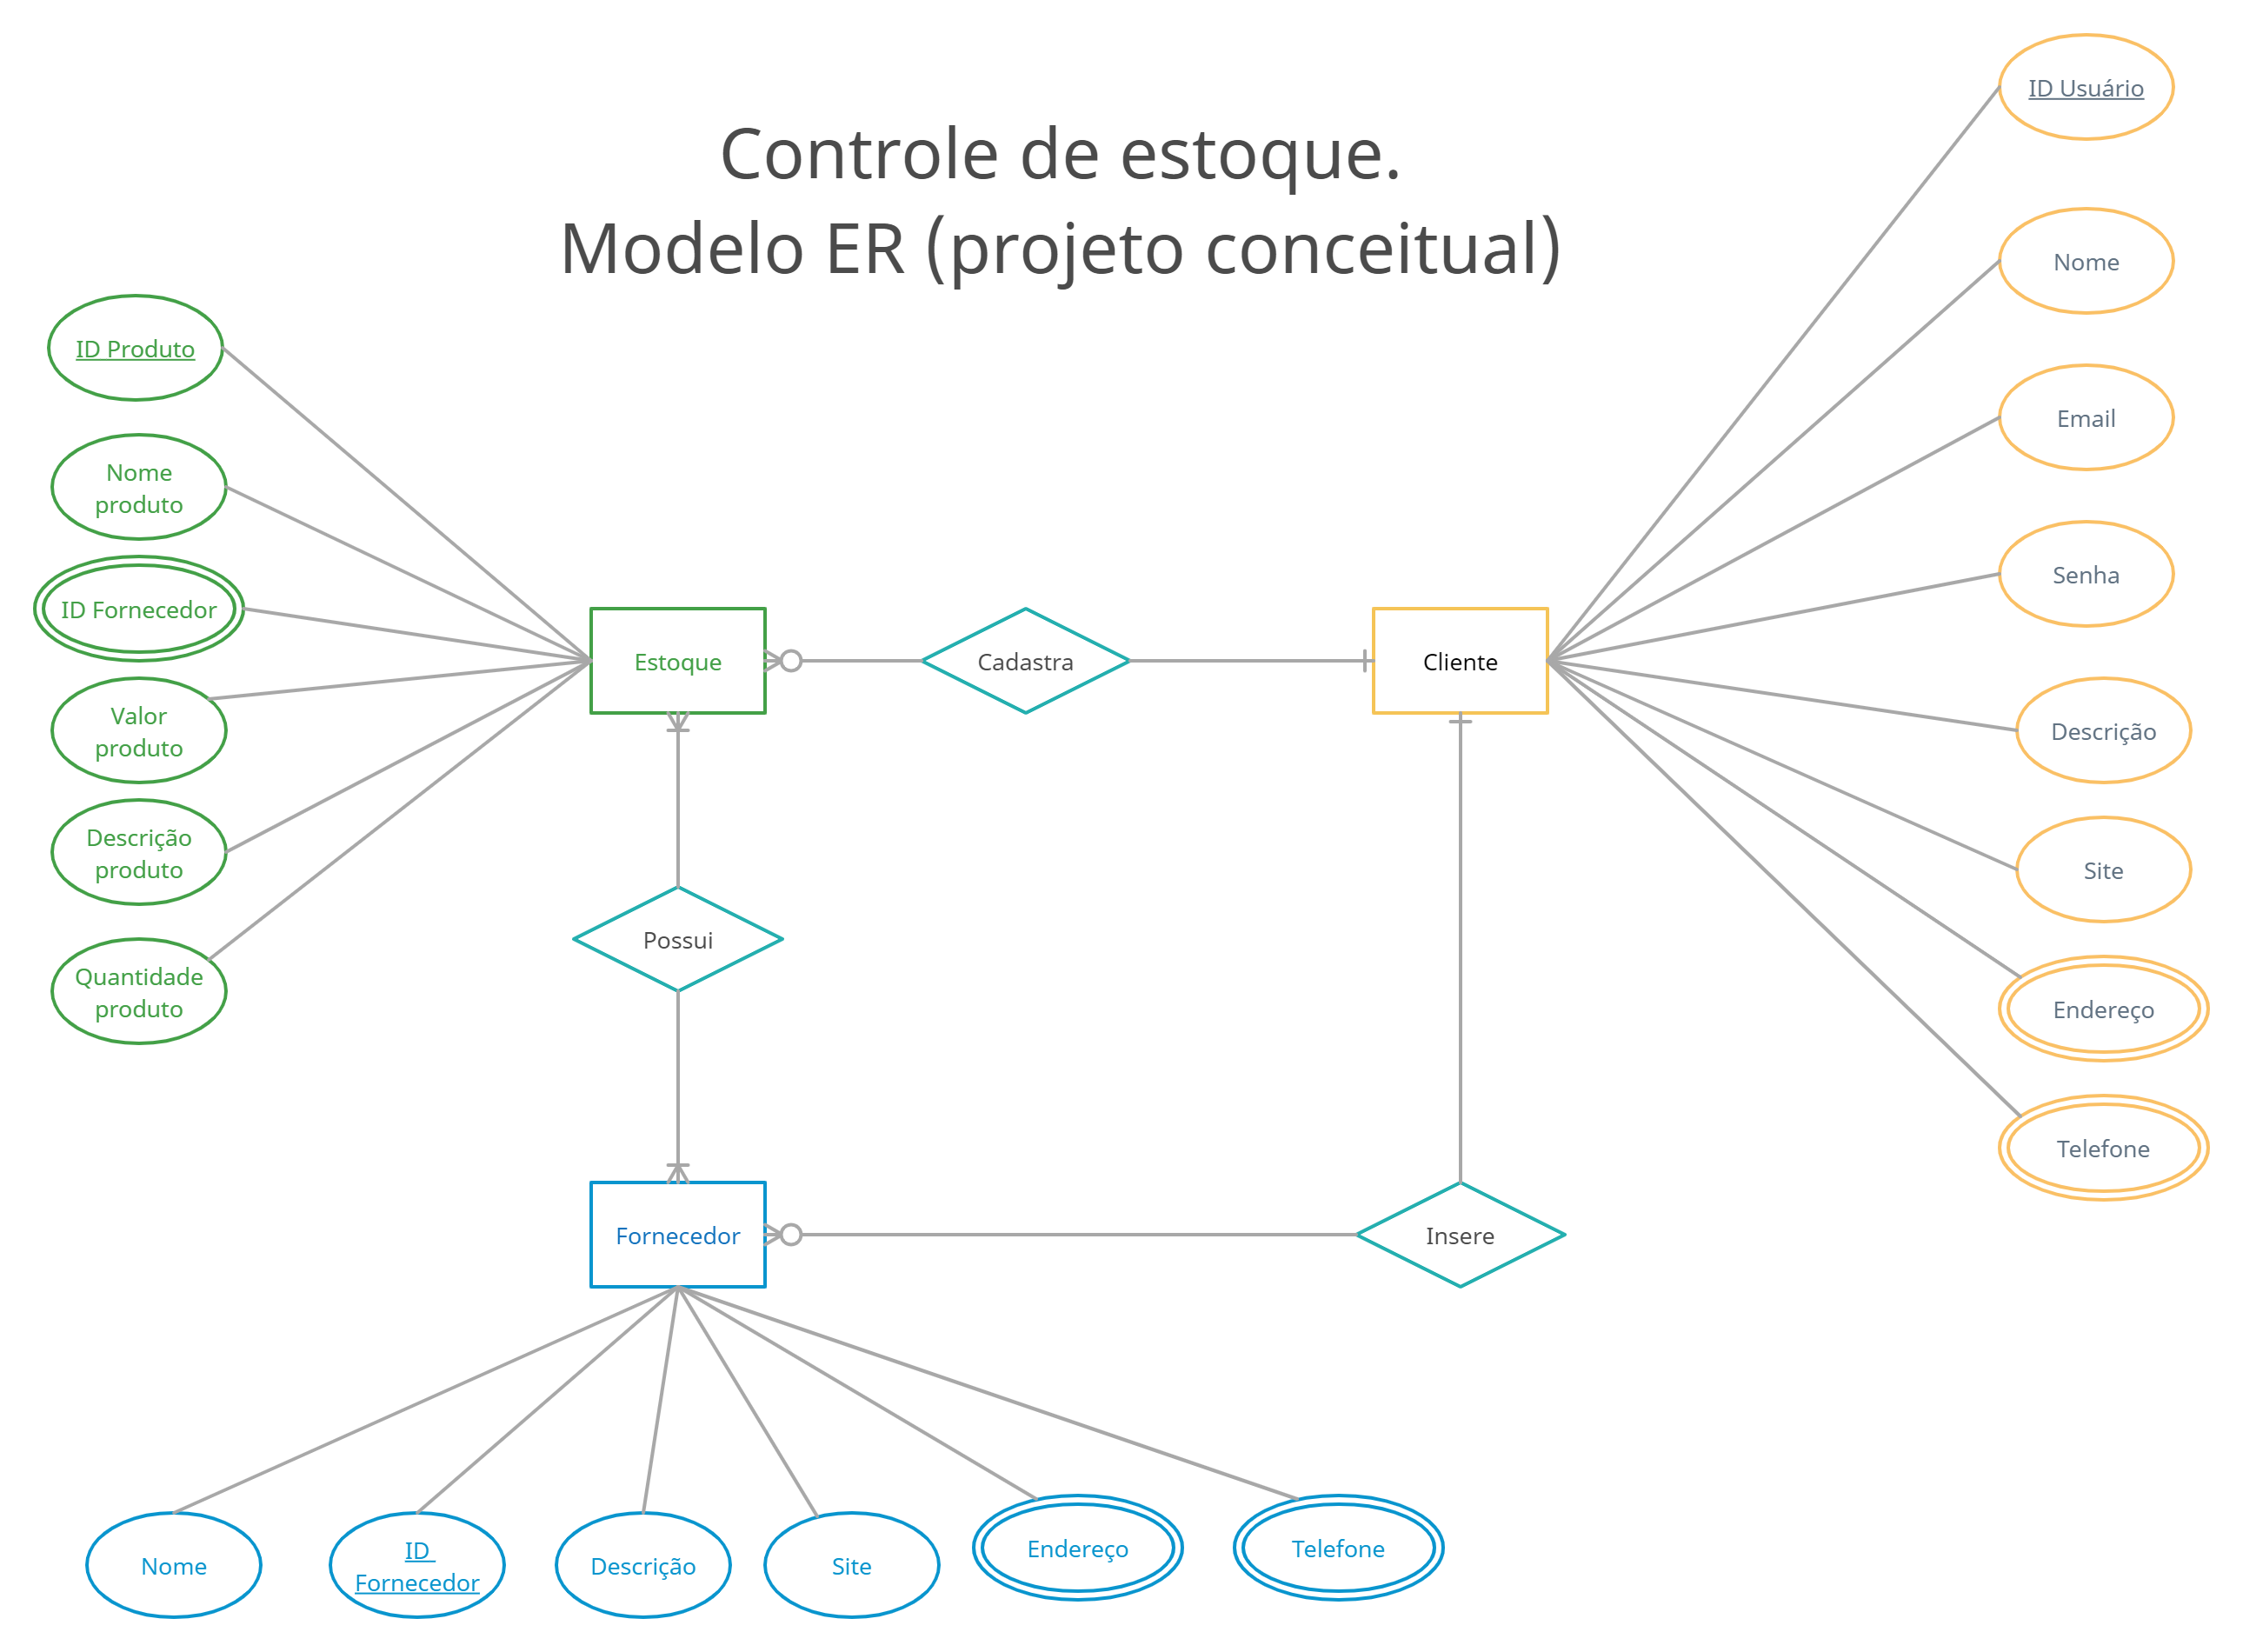 Controle de estoque.
Modelo ER (projeto conceitual)
ID Produto
Nome
produto
ID Fornecedor
Valor
produto
Descrição
produto
Quantidade
produto
Estoque
Cadastra
Cliente
ID Usuário
Nome
Email
Senha
Descrição
Site
Endereço
Telefone
Possui
Fornecedor
Insere
Nome
ID
Fornecedor
Descrição
Site
Endereço
Telefone